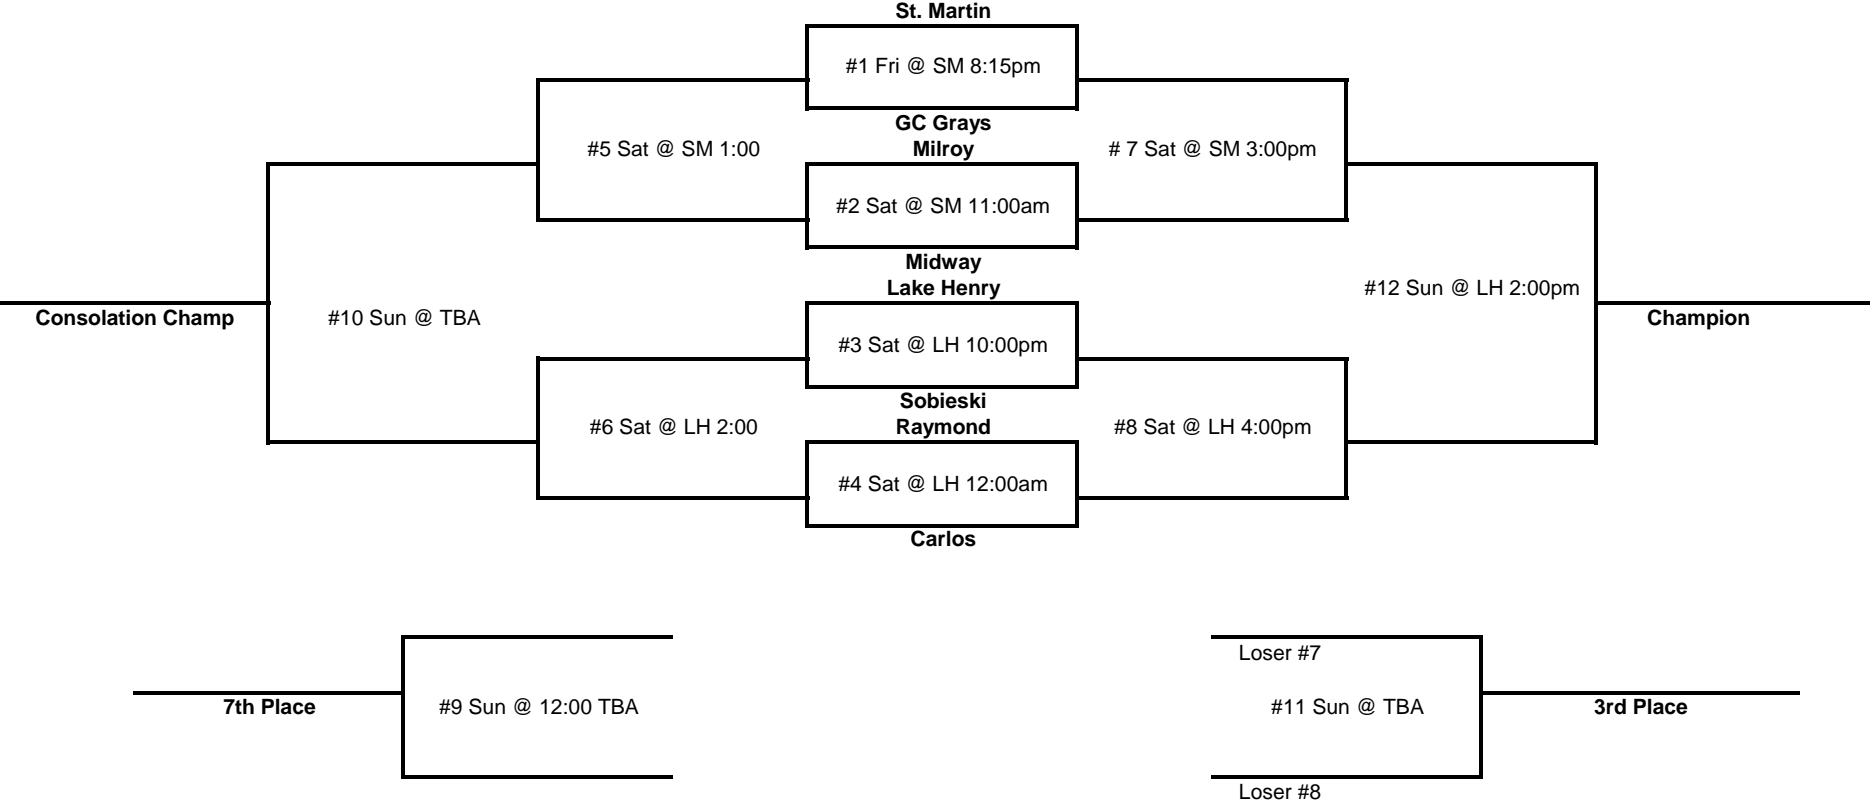 St. Martin
#1 Fri @ SM 8:15pm
GC Grays
#5 Sat @ SM 1:00
Milroy
# 7 Sat @ SM 3:00pm
#2 Sat @ SM 11:00am
Midway
Lake Henry
#12 Sun @ LH 2:00pm
Consolation Champ
#10 Sun @ TBA
Champion
#3 Sat @ LH 10:00pm
Sobieski
#6 Sat @ LH 2:00
Raymond
#8 Sat @ LH 4:00pm
#4 Sat @ LH 12:00am
Carlos
Loser #7
7th Place
#9 Sun @ 12:00 TBA
#11 Sun @ TBA
3rd Place
Loser #8